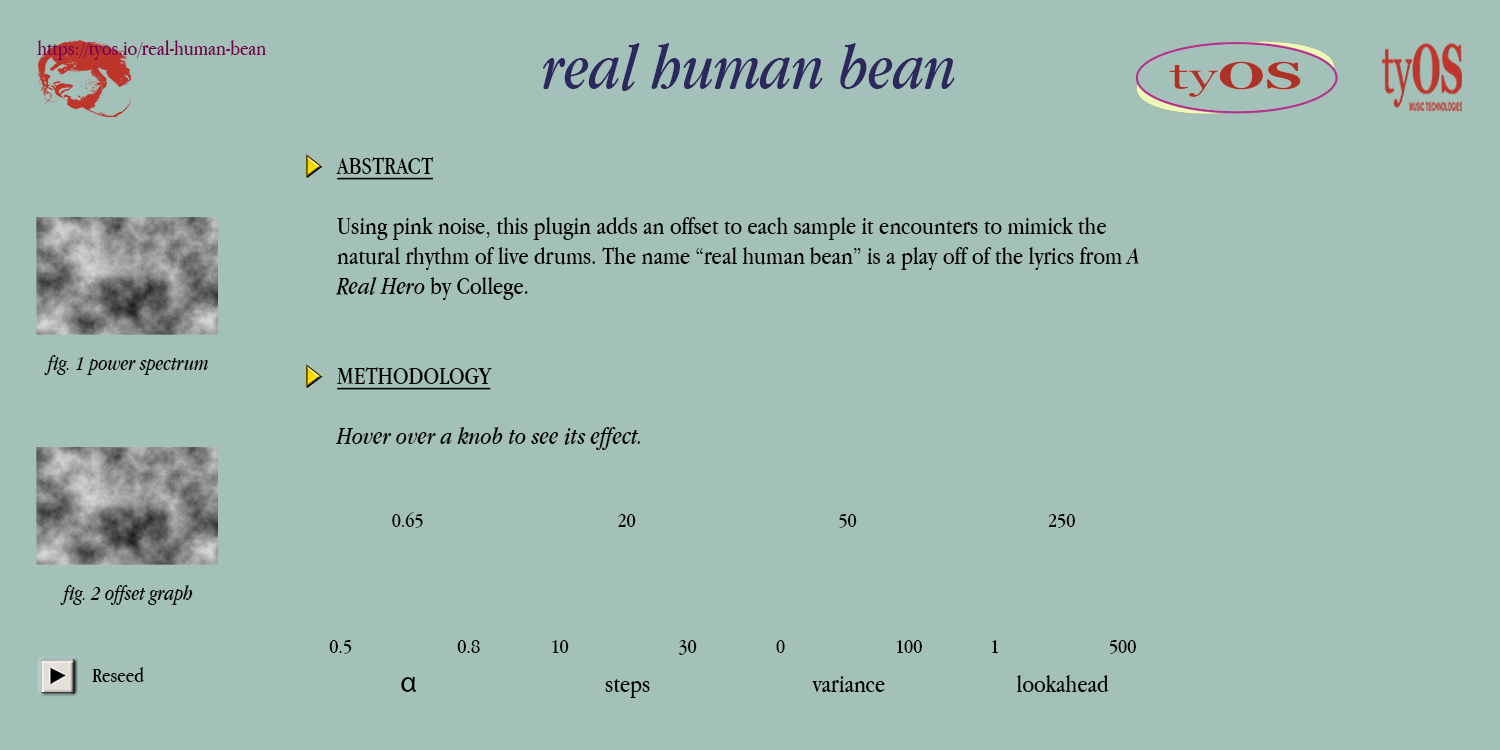 https://tyos.io/real-human-bean
real human bean
tyOS
tyOS
MUSIC TECHNOLOGIES
ABSTRACT
Using pink noise, this plugin adds an offset to each sample it encounters to mimick the
natural rhythm of live drums. The name “real human bean” is a play off of the lyrics from A
Real Hero by College.
fig. 1 power spectrum
METHODOLOGY
Hover over a knob to see its effect.
0.65 20 50 250
fig. 2 offset graph
0.5 0.8 10 30 0 100 1 500
Reseed
α steps variance lookahead